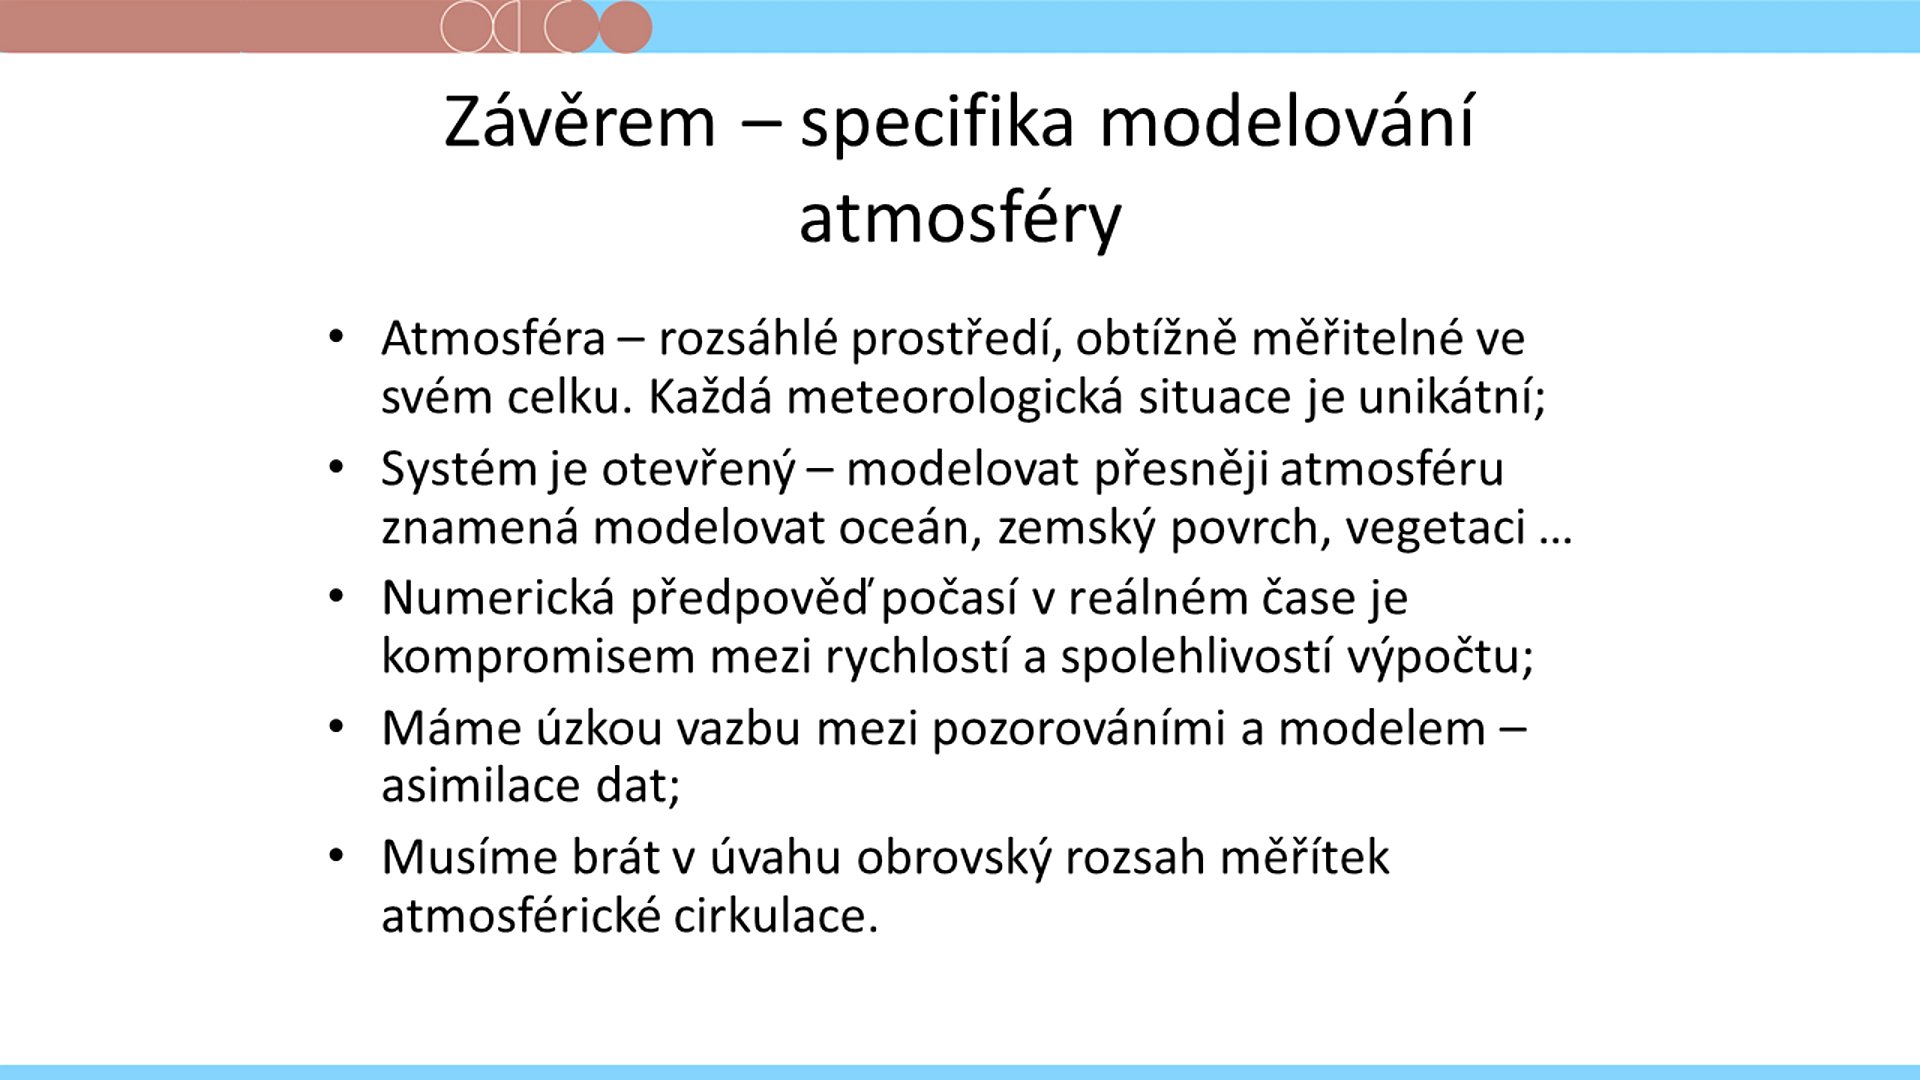 Závěrem – specifika modelování
atmosféry
• Atmosféra – rozsáhlé prostředí, obtížně měřitelné ve
svém celku. Každá meteorologická situace je unikátní;
• Systém je otevřený – modelovat přesněji atmosféru
znamená modelovat oceán, zemský povrch, vegetaci ...
• Numerická předpověď počasí v reálném čase je
kompromisem mezi rychlostí a spolehlivostí výpočtu;
• Máme úzkou vazbu mezi pozorováními a modelem –
asimilace dat;
• Musíme brát v úvahu obrovský rozsah měřítek
atmosférické cirkulace.